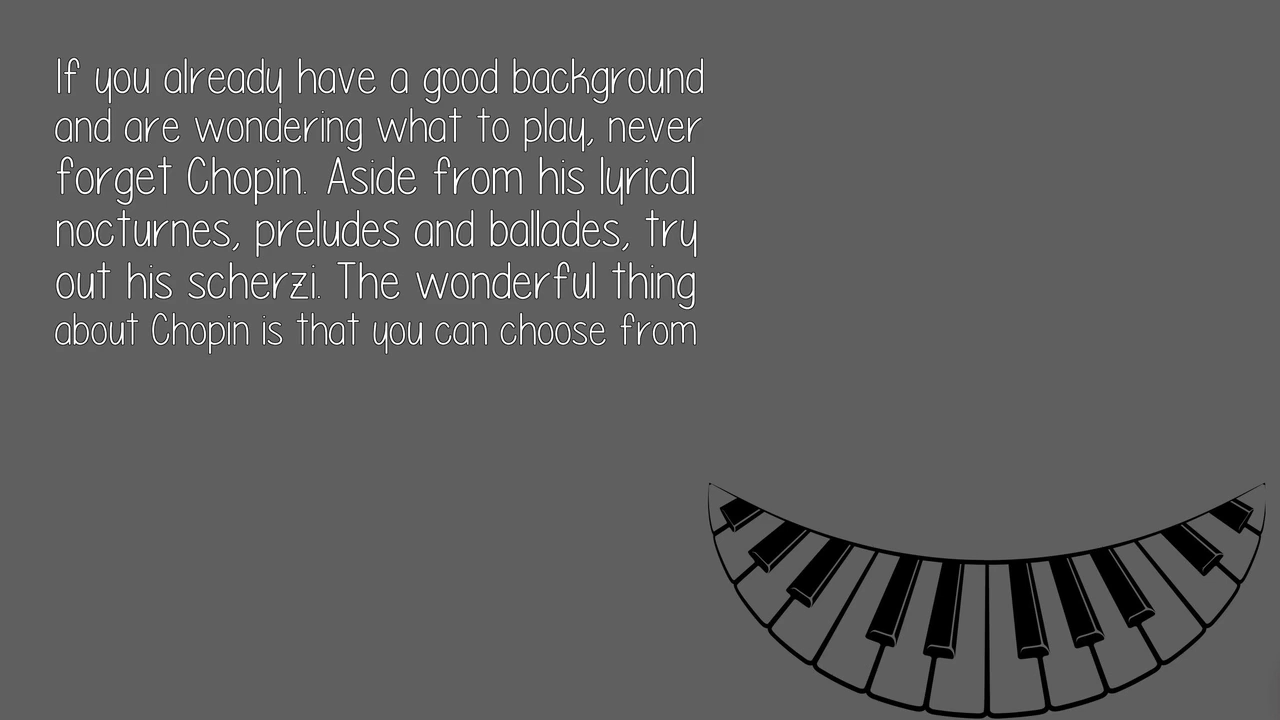 If you already have a good background
and are wondering what to play, never
forget Chopin. Aside from his lyrical
nocturnes, preludes and ballades, try
out his scherzi. The wonderful thing
about Chopin is that you can choose from